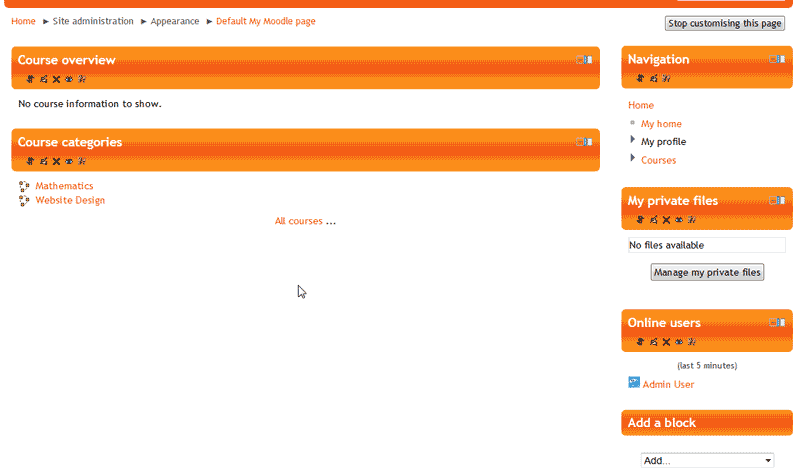 Home ► Site administration ► Appearance ► Default My Moodle page
Stop customising this page
Course overview
No course information to show.
Course categories
Mathematics
Website Design
All courses ...
Navigation
Home
My home
My profile
Courses
My private files
No files available
Manage my private files
Online users
(last 5 minutes)
Admin User
Add a block
Add...